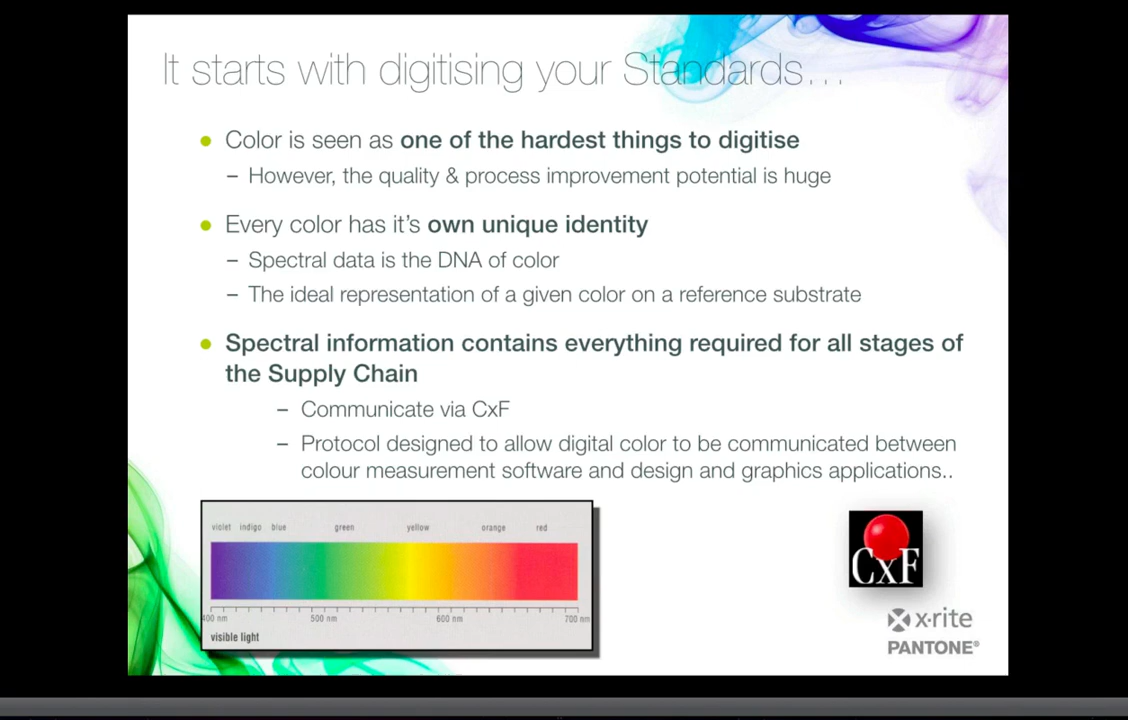 It starts with digitising your Standards...
● Color is seen as one of the hardest things to digitise
– However, the quality & process improvement potential is huge
● Every color has it's own unique identity
– Spectral data is the DNA of color
– The ideal representation of a given color on a reference substrate
● Spectral information contains everything required for all stages of
the Supply Chain
– Communicate via CxF
– Protocol designed to allow digital color to be communicated between
colour measurement software and design and graphics applications..
violet indigo blue green yellow orange red
400 nm 500 nm 600 nm 700 nm
visible light
CxF
x·rite
PANTONE®